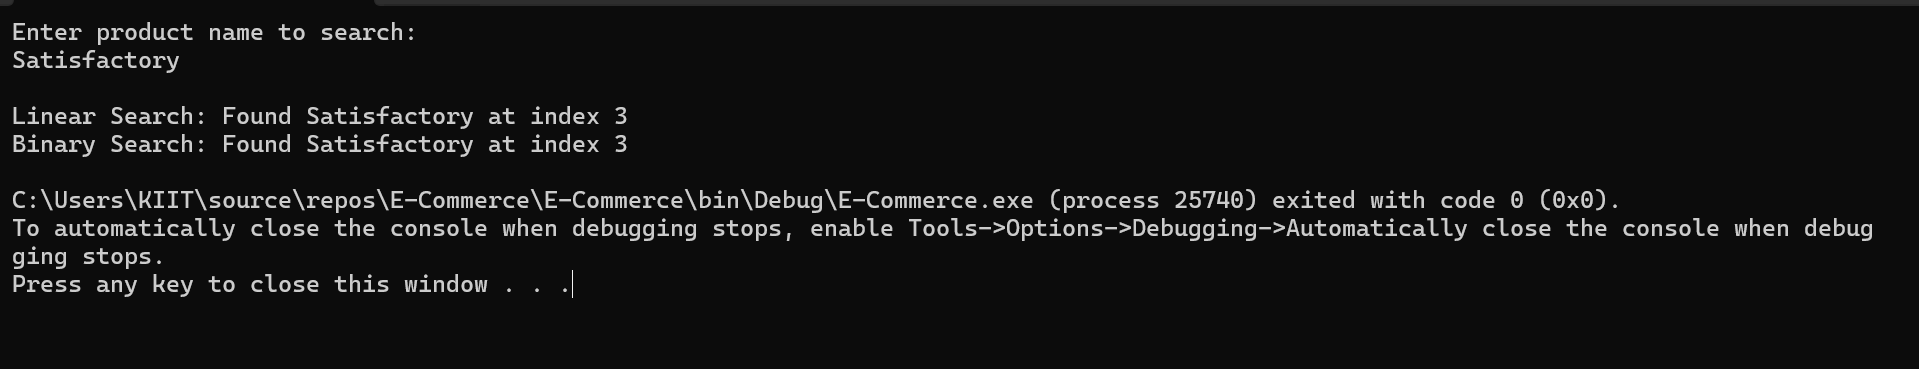 Enter product name to search:
Satisfactory
Linear Search: Found Satisfactory at index 3
Binary Search: Found Satisfactory at index 3
C:\Users\KIIT\source\repos\E-Commerce\E-Commerce\bin\Debug\E-Commerce.exe (process 25740) exited with code 0 (0x0).
To automatically close the console when debugging stops, enable Tools->Options->Debugging->Automatically close the console when debug
ging stops.
Press any key to close this window . . .